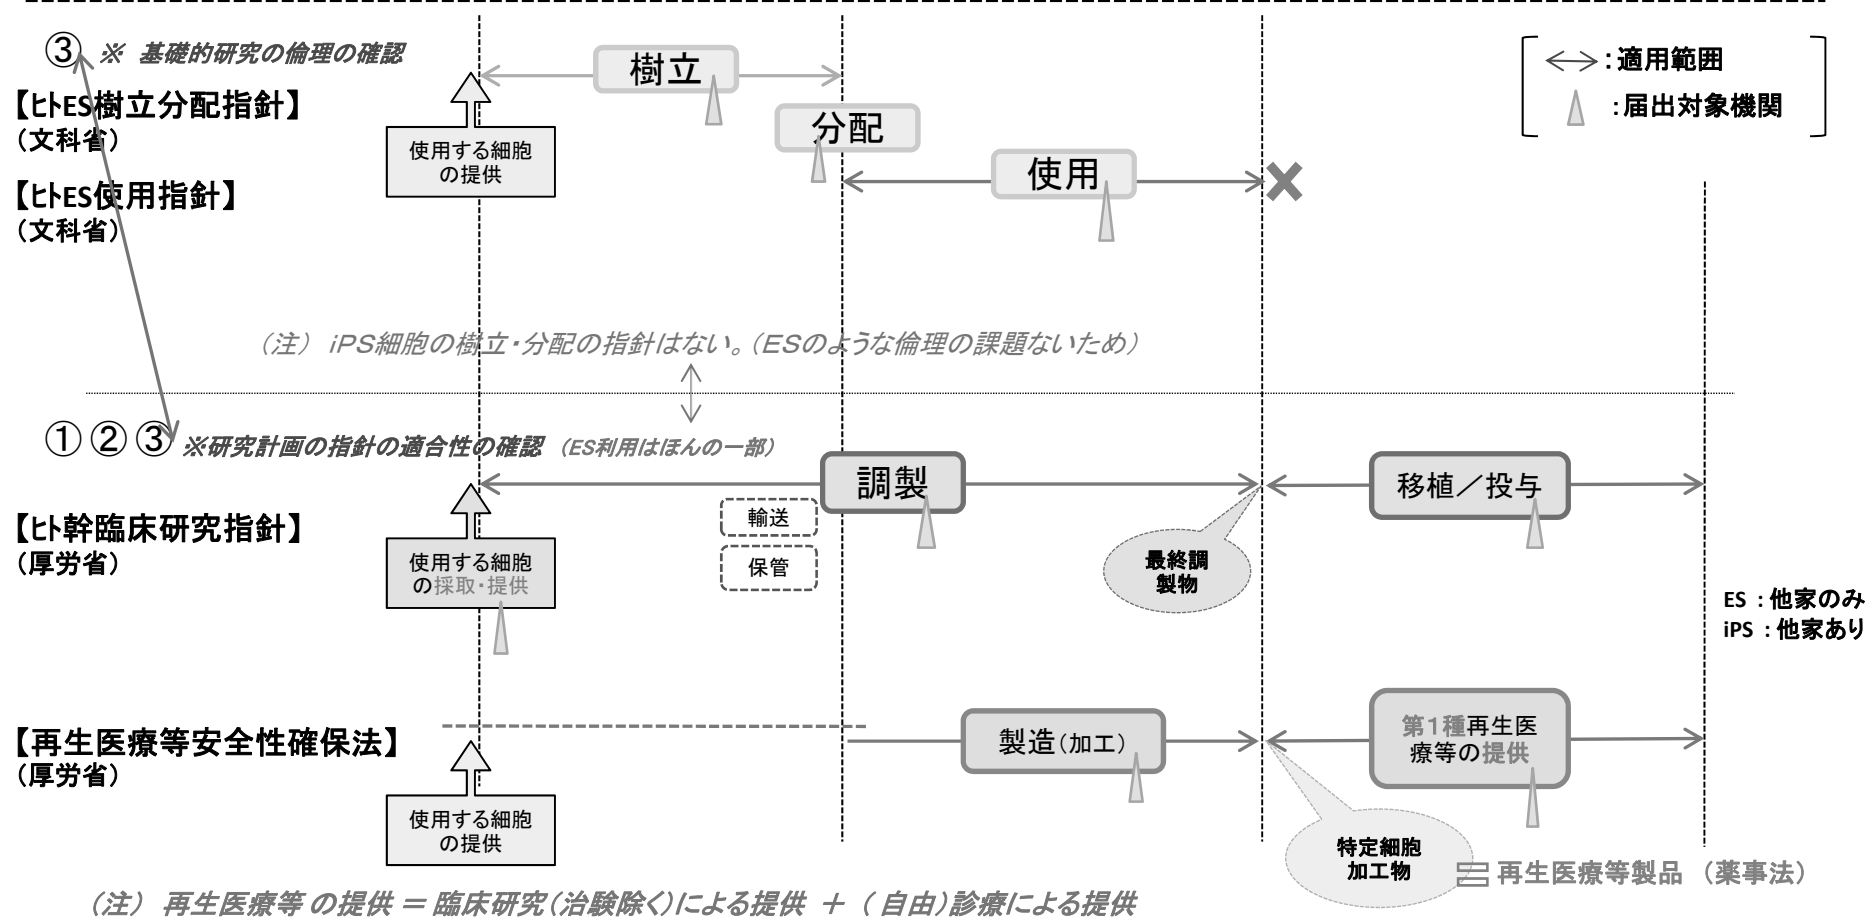 ③ ※ 基礎的研究の倫理の確認
【ﾋﾄES樹立分配指針】
（文科省）
【ﾋﾄES使用指針】
（文科省）
使用する細胞
の提供
樹立
分配
使用
：適用範囲
：届出対象機関
（注） iPS細胞の樹立・分配の指針はない。（ESのような倫理の課題ないため）
① ② ③ ※研究計画の指針の適合性の確認 （ES利用はほんの一部）
【ﾋﾄ幹臨床研究指針】
（厚労省）
使用する細胞
の採取・提供
調製
輸送
保管
移植／投与
最終調
製物
ES ：他家のみ
iPS ：他家あり
【再生医療等安全性確保法】
（厚労省）
使用する細胞
の提供
製造（加工）
第１種再生医
療等の提供
特定細胞
加工物
＝ 再生医療等製品 （薬事法）
（注） 再生医療等 の提供 ＝ 臨床研究（治験除く）による提供 ＋ （ 自由）診療による提供